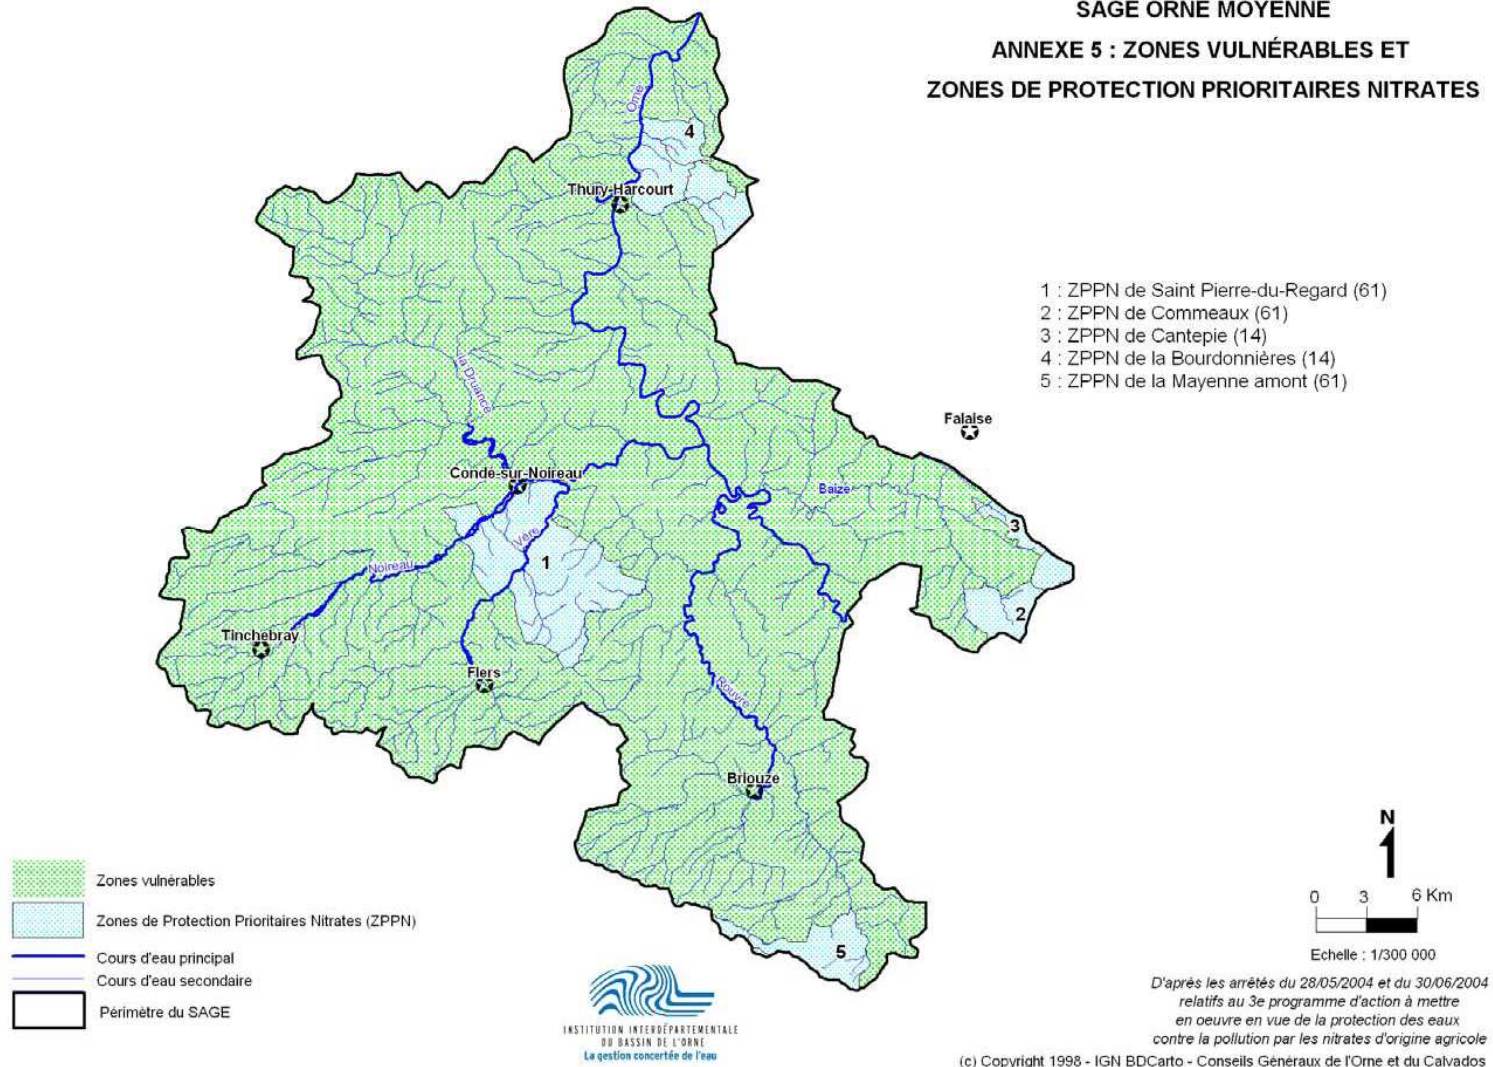 SAGE ORNE MOYENNE
ANNEXE 5 : ZONES VULNÉRABLES ET
ZONES DE PROTECTION PRIORITAIRES NITRATES
Orne
4
Thury-Harcourt
1 : ZPPN de Saint Pierre-du-Regard (61)
2 : ZPPN de Commeaux (61)
3 : ZPPN de Cantepie (14)
4 : ZPPN de la Bourdonnières (14)
5 : ZPPN de la Mayenne amont (61)
la Druance
Falaise
Condé-sur-Noireau
Baize
3
Vère
1
Noireau
2
Tinchebray
Flers
Rouvre
Briouze
5
N
0 3 6 Km
Echelle : 1/300 000
Zones vulnérables
Zones de Protection Prioritaires Nitrates (ZPPN)
Cours d'eau principal
Cours d'eau secondaire
Périmètre du SAGE
INSTITUTION INTERDÉPARTEMENTALE
DU BASSIN DE L'ORNE
La gestion concertée de l'eau
D'après les arrêtés du 28/05/2004 et du 30/06/2004
relatifs au 3e programme d'action à mettre
en oeuvre en vue de la protection des eaux
contre la pollution par les nitrates d'origine agricole
(c) Copyright 1998 - IGN BDCarto - Conseils Généraux de l'Orne et du Calvados